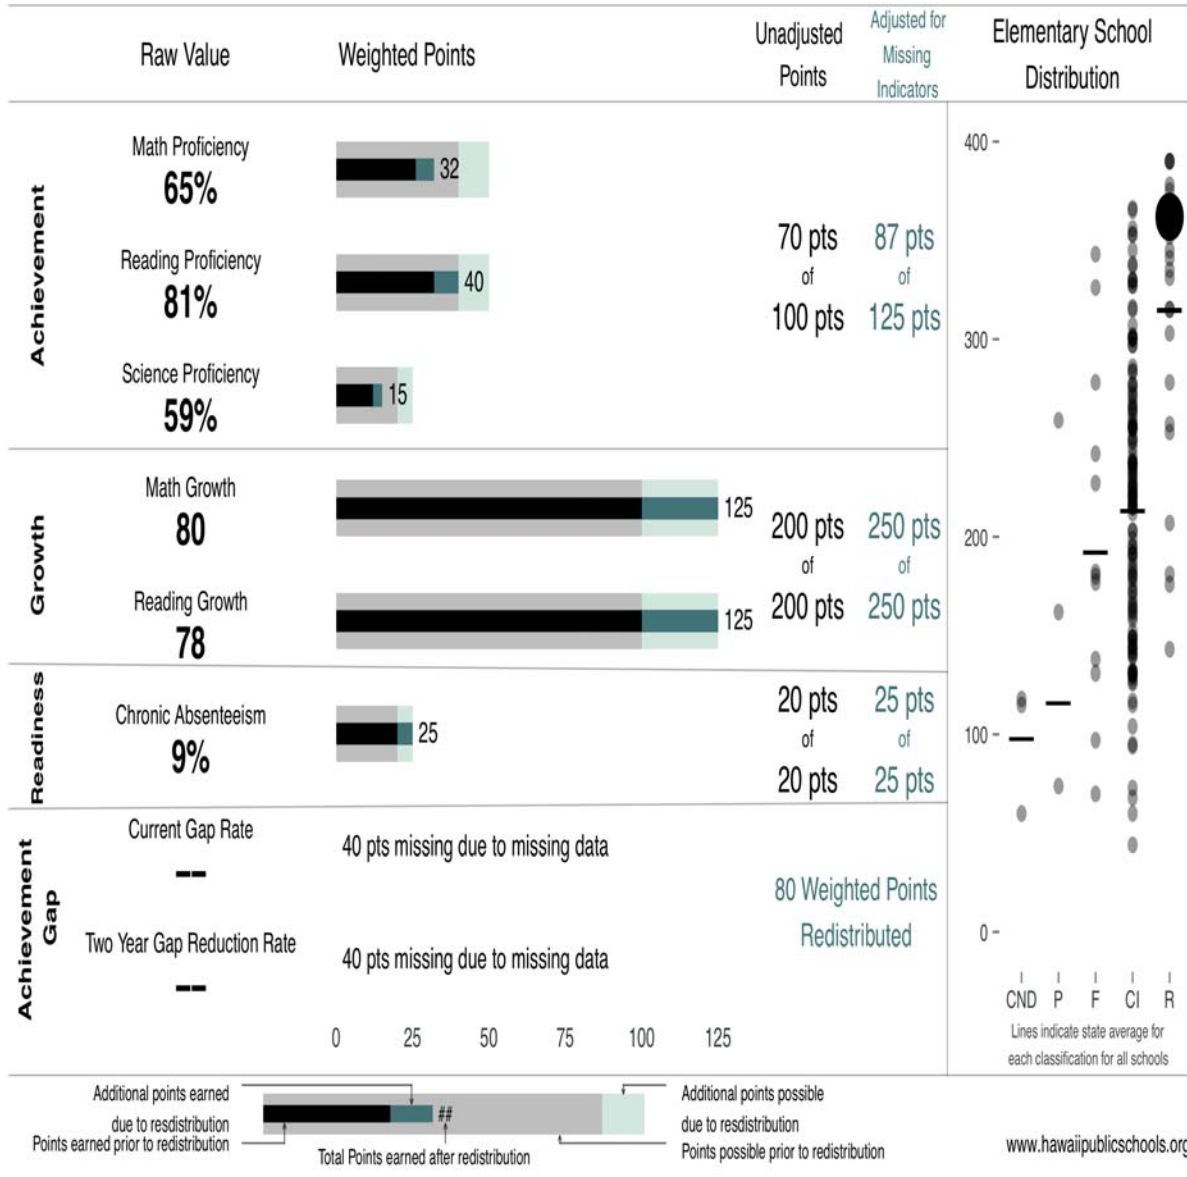 Raw Value
Weighted Points
Unadjusted
Points
Adjusted for
Missing
Indicators
Elementary School
Distribution
Achievement
Math Proficiency
65%
32
Reading Proficiency
81%
40
Science Proficiency
59%
15
70 pts
of
100 pts
87 pts
of
125 pts
Growth
Math Growth
80
125
Reading Growth
78
125
200 pts
of
200 pts
250 pts
of
250 pts
Readiness
Chronic Absenteeism
9%
25
20 pts
of
20 pts
25 pts
of
25 pts
Achievement
Gap
Current Gap Rate
--
40 pts missing due to missing data
Two Year Gap Reduction Rate
--
40 pts missing due to missing data
80 Weighted Points
Redistributed
0 25 50 75 100 125
400
300
200
100
0
CND P F CI R
Lines indicate state average for
each classification for all schools
Additional points earned
due to resdistribution
Points earned prior to redistribution
##
Total Points earned after redistribution
Additional points possible
due to resdistribution
Points possible prior to redistribution
www.hawaiipublicschools.org